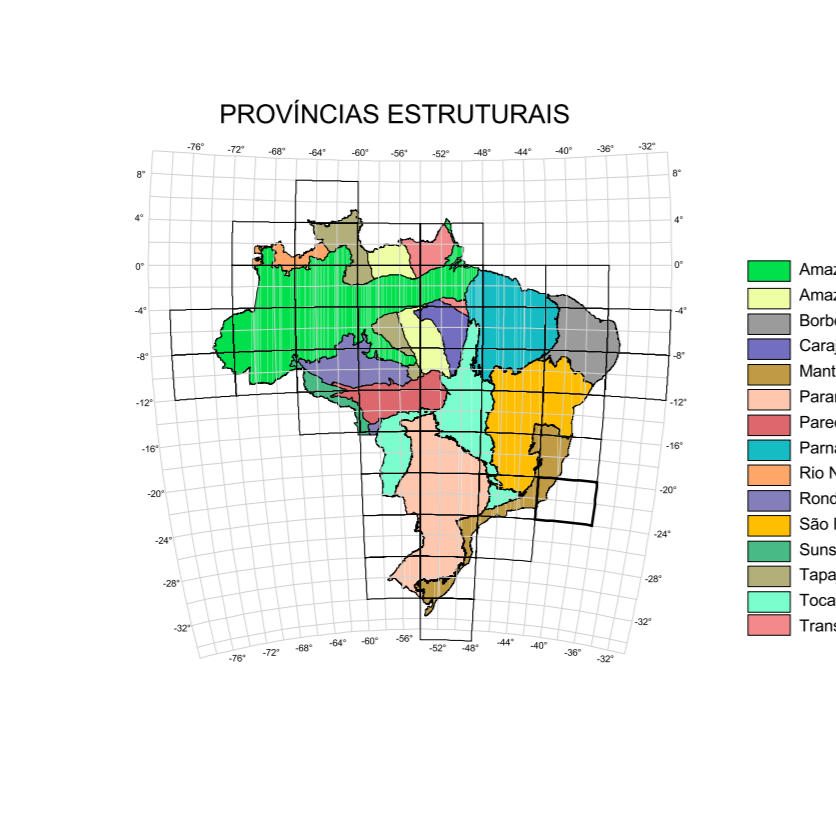 PROVÍNCIAS ESTRUTURAIS
-76° -72° -68° -64° -60° -56° -52° -48° -44° -40° -36° -32°
8° 8°
4° 4°
0° 0°
-4° -4°
-8° -8°
-12° -12°
-16° -16°
-20° -20°
-24° -24°
-28° -28°
-32° -32°
-76° -72° -68° -64° -60° -56° -52° -48° -44° -40° -36° -32°
Amaz
Amaz
Borbo
Caraj
Mant
Paran
Parec
Parna
Rio N
Rond
São F
Suns
Tapa
Toca
Trans